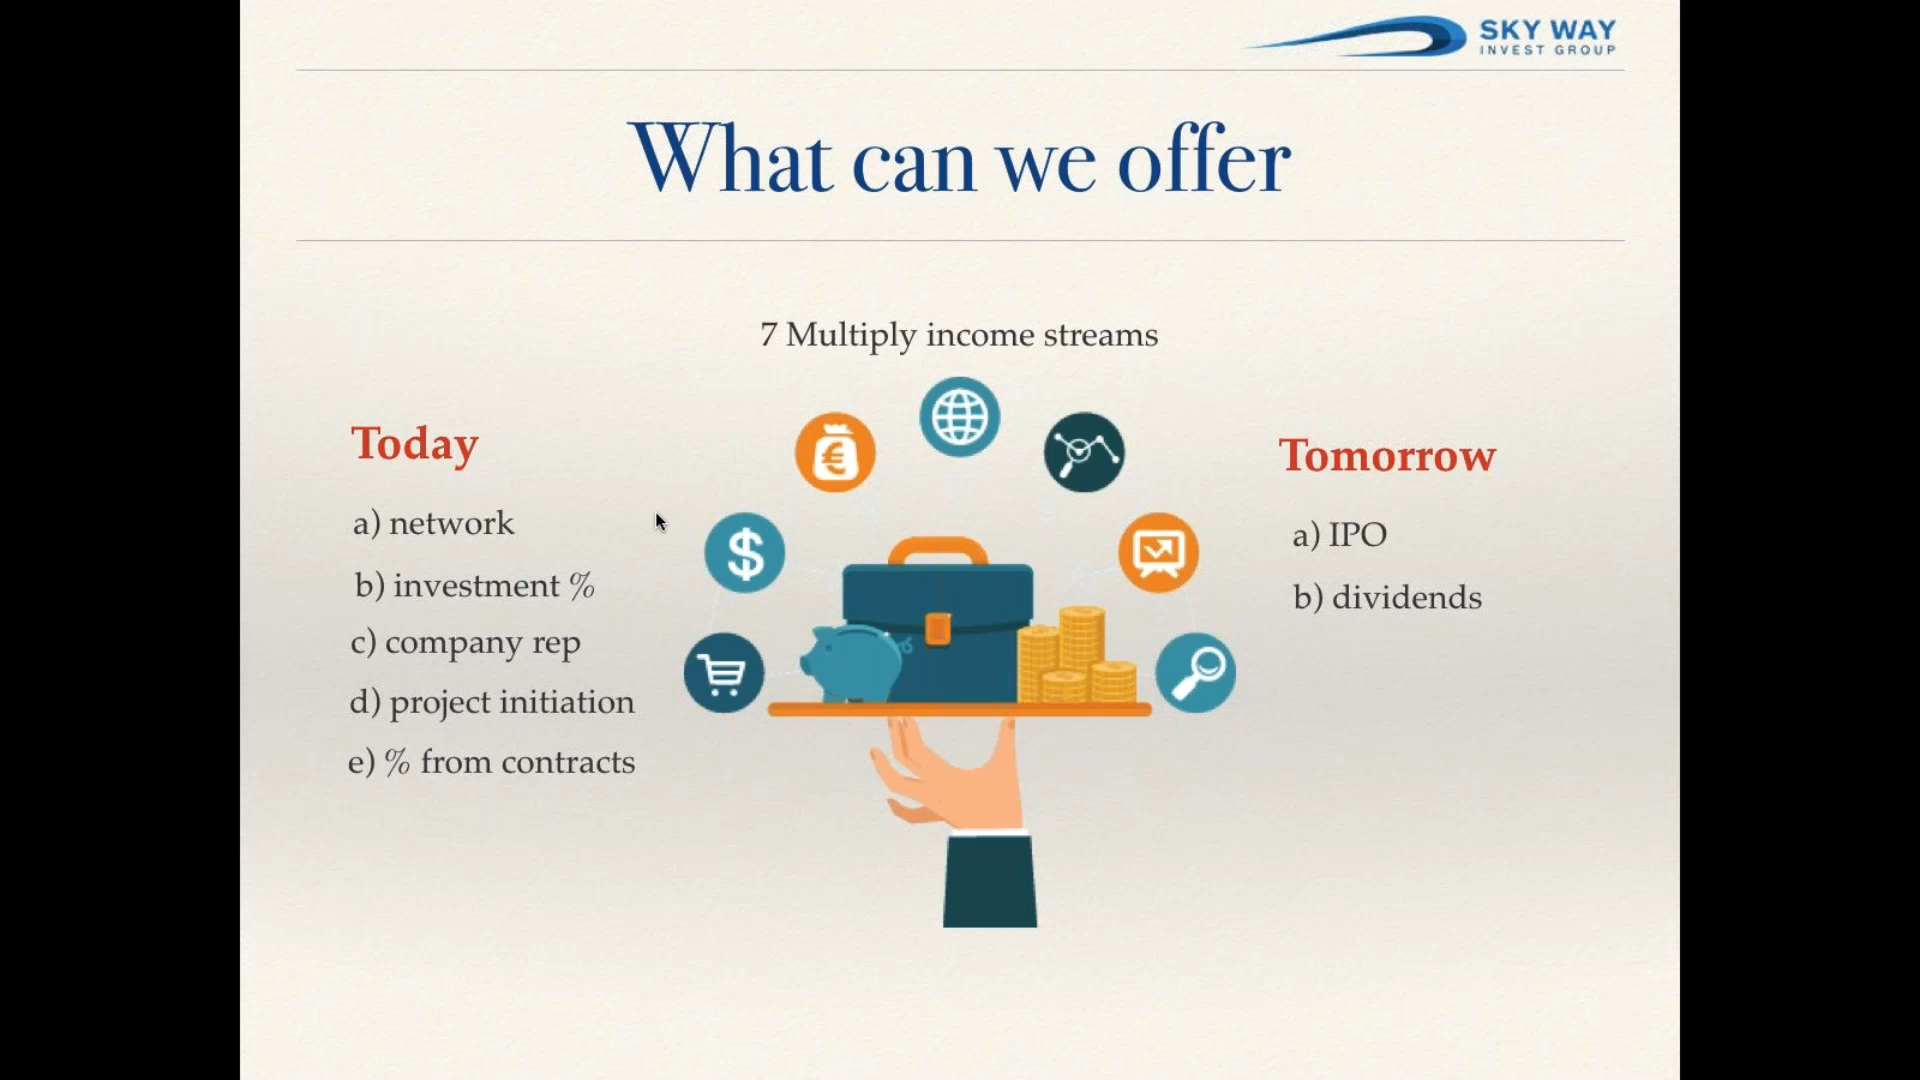 SKY WAY
INVEST GROUP
What can we offer
7 Multiply income streams
Today
a) network
b) investment %
c) company rep
d) project initiation
e) % from contracts
Tomorrow
a) IPO
b) dividends